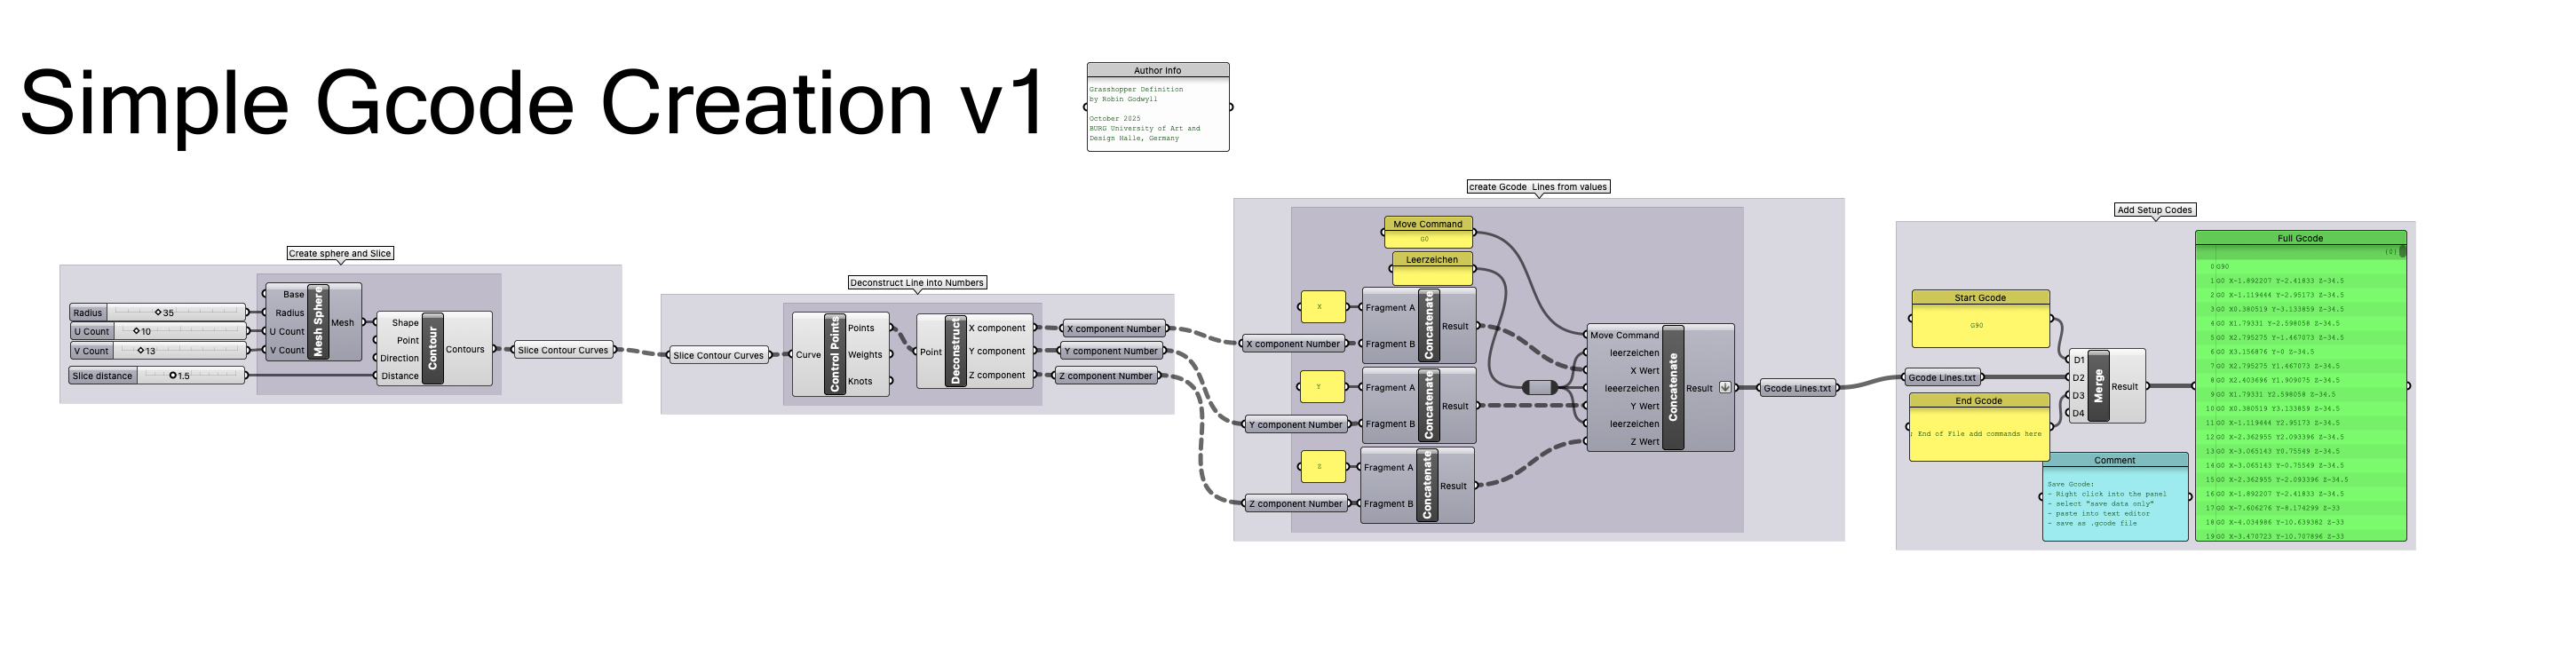 Simple Gcode Creation v1
Author Info
Grasshopper Definition
by Robin Godwyll
October 2025
BURG University of Art and
Design Halle, Germany
Create sphere and Slice
Radius 35
U Count 10
V Count 13
Slice distance 1.5
Base
Radius
U Count
V Count
Mesh Sphere
Mesh
Shape
Point
Direction
Distance
Contour
Contours
Slice Contour Curves
Deconstruct Line into Numbers
Slice Contour Curves
Curve
Control Points
Points
Weights
Knots
Point
Deconstruct
X component
Y component
Z component
X component Number
Y component Number
Z component Number
create Gcode Lines from values
Move Command
G0
Leerzeichen
X
X component Number
Fragment A
Fragment B
Concatenate
Result
Y
Y component Number
Fragment A
Fragment B
Concatenate
Result
Z
Z component Number
Fragment A
Fragment B
Concatenate
Result
Move Command
leerzeichen
X Wert
leeerzeichen
Y Wert
leerzeichen
Z Wert
Concatenate
Result
Gcode Lines.txt
Add Setup Codes
Start Gcode
G90
Gcode Lines.txt
End Gcode
; End of File add commands here
D1
D2
D3
D4
Merge
Result
Comment
Save Gcode:
- Right click into the panel
- select "save data only"
- paste into text editor
- save as .gcode file
Full Gcode
{0}
0 G90
1 G0 X-1.892207 Y-2.41833 Z-34.5
2 G0 X-1.119444 Y-2.95173 Z-34.5
3 G0 X0.380519 Y-3.133859 Z-34.5
4 G0 X1.79331 Y-2.598058 Z-34.5
5 G0 X2.795275 Y-1.467073 Z-34.5
6 G0 X3.156876 Y-0 Z-34.5
7 G0 X2.795275 Y1.467073 Z-34.5
8 G0 X2.403696 Y1.909075 Z-34.5
9 G0 X1.79331 Y2.598058 Z-34.5
10 G0 X0.380519 Y3.133859 Z-34.5
11 G0 X-1.119444 Y2.95173 Z-34.5
12 G0 X-2.362955 Y2.093396 Z-34.5
13 G0 X-3.065143 Y0.75549 Z-34.5
14 G0 X-3.065143 Y-0.75549 Z-34.5
15 G0 X-2.362955 Y-2.093396 Z-34.5
16 G0 X-1.892207 Y-2.41833 Z-34.5
17 G0 X-7.606276 Y-8.174299 Z-33
18 G0 X-4.034986 Y-10.639382 Z-33
19 G0 X-3.470723 Y-10.707896 Z-33